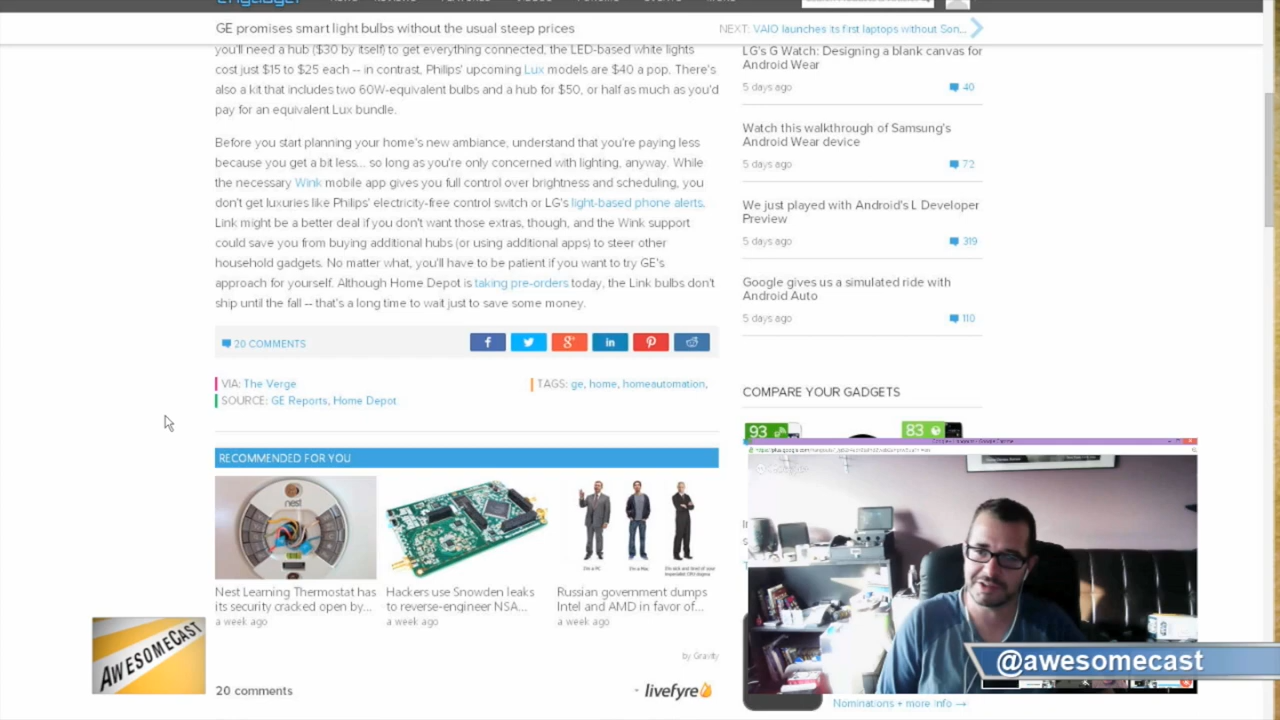 engadget
GE promises smart light bulbs without the usual steep prices
NEXT: VAIO launches its first laptops without Son...
you'll need a hub ($30 by itself) to get everything connected, the LED-based white lights
cost just $15 to $25 each -- in contrast, Philips' upcoming Lux models are $40 a pop. There's
also a kit that includes two 60W-equivalent bulbs and a hub for $50, or half as much as you'd
pay for an equivalent Lux bundle.
Before you start planning your home's new ambiance, understand that you're paying less
because you get a bit less... so long as you're only concerned with lighting, anyway. While
the necessary Wink mobile app gives you full control over brightness and scheduling, you
don't get luxuries like Philips' electricity-free control switch or LG's light-based phone alerts.
Link might be a better deal if you don't want those extras, though, and the Wink support
could save you from buying additional hubs (or using additional apps) to steer other
household gadgets. No matter what, you'll have to be patient if you want to try GE's
approach for yourself. Although Home Depot is taking pre-orders today, the Link bulbs don't
ship until the fall -- that's a long time to wait just to save some money.
20 COMMENTS
f
g+
in
VIA: The Verge
SOURCE: GE Reports, Home Depot
TAGS: ge, home, homeautomation,
RECOMMENDED FOR YOU
nest
I'm a PC
I'm a Mac
Nest Learning Thermostat has
its security cracked open by...
a week ago
Hackers use Snowden leaks
to reverse-engineer NSA...
a week ago
Russian government dumps
Intel and AMD in favor of...
a week ago
by Gravity
20 comments
livefyre
LG's G Watch: Designing a blank canvas for
Android Wear
5 days ago
40
Watch this walkthrough of Samsung's
Android Wear device
5 days ago
72
We just played with Android's L Developer
Preview
5 days ago
319
Google gives us a simulated ride with
Android Auto
5 days ago
110
COMPARE YOUR GADGETS
93
83
AWESOMECAST
@awesomecast
Nominations + more info →